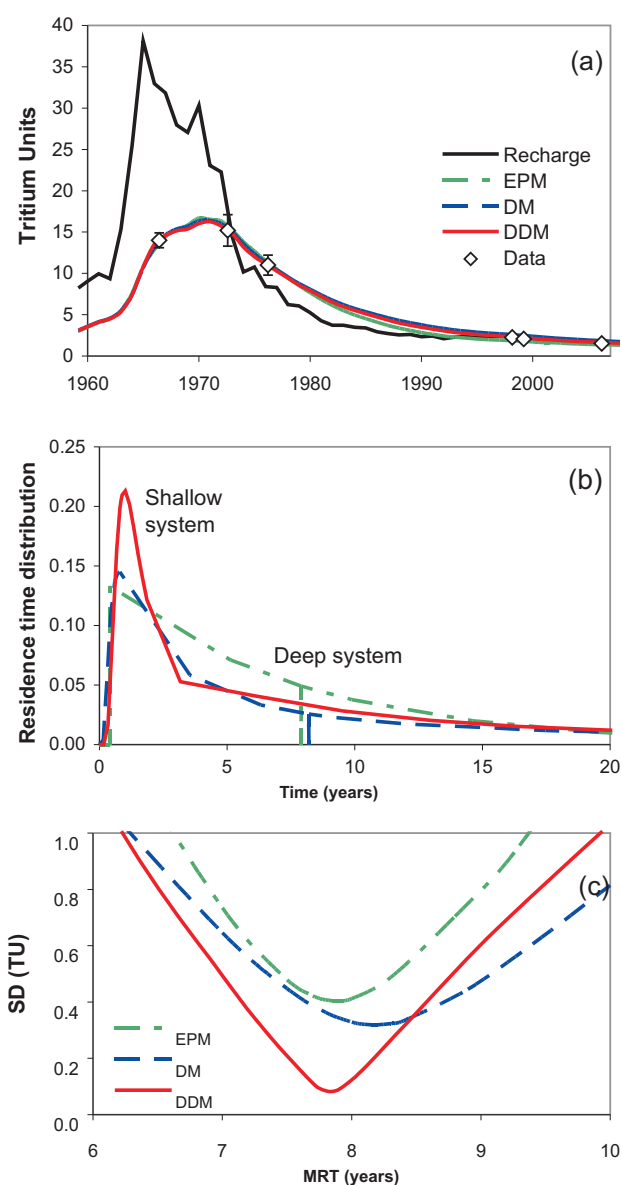 40
(a)
35
30
25
Tritium Units
Recharge
20
EPM
15
DM
10
DDM
5
Data
0
1960
1970
1980
1990
2000
0.25
(b)
Shallow
system
0.20
0.15
Residence time distribution
0.10
Deep system
0.05
0.00
0
5
10
15
20
Time (years)
1.0
(c)
0.8
0.6
SD (TU)
0.4
0.2
EPM
DM
DDM
0.0
6
7
8
9
10
MRT (years)